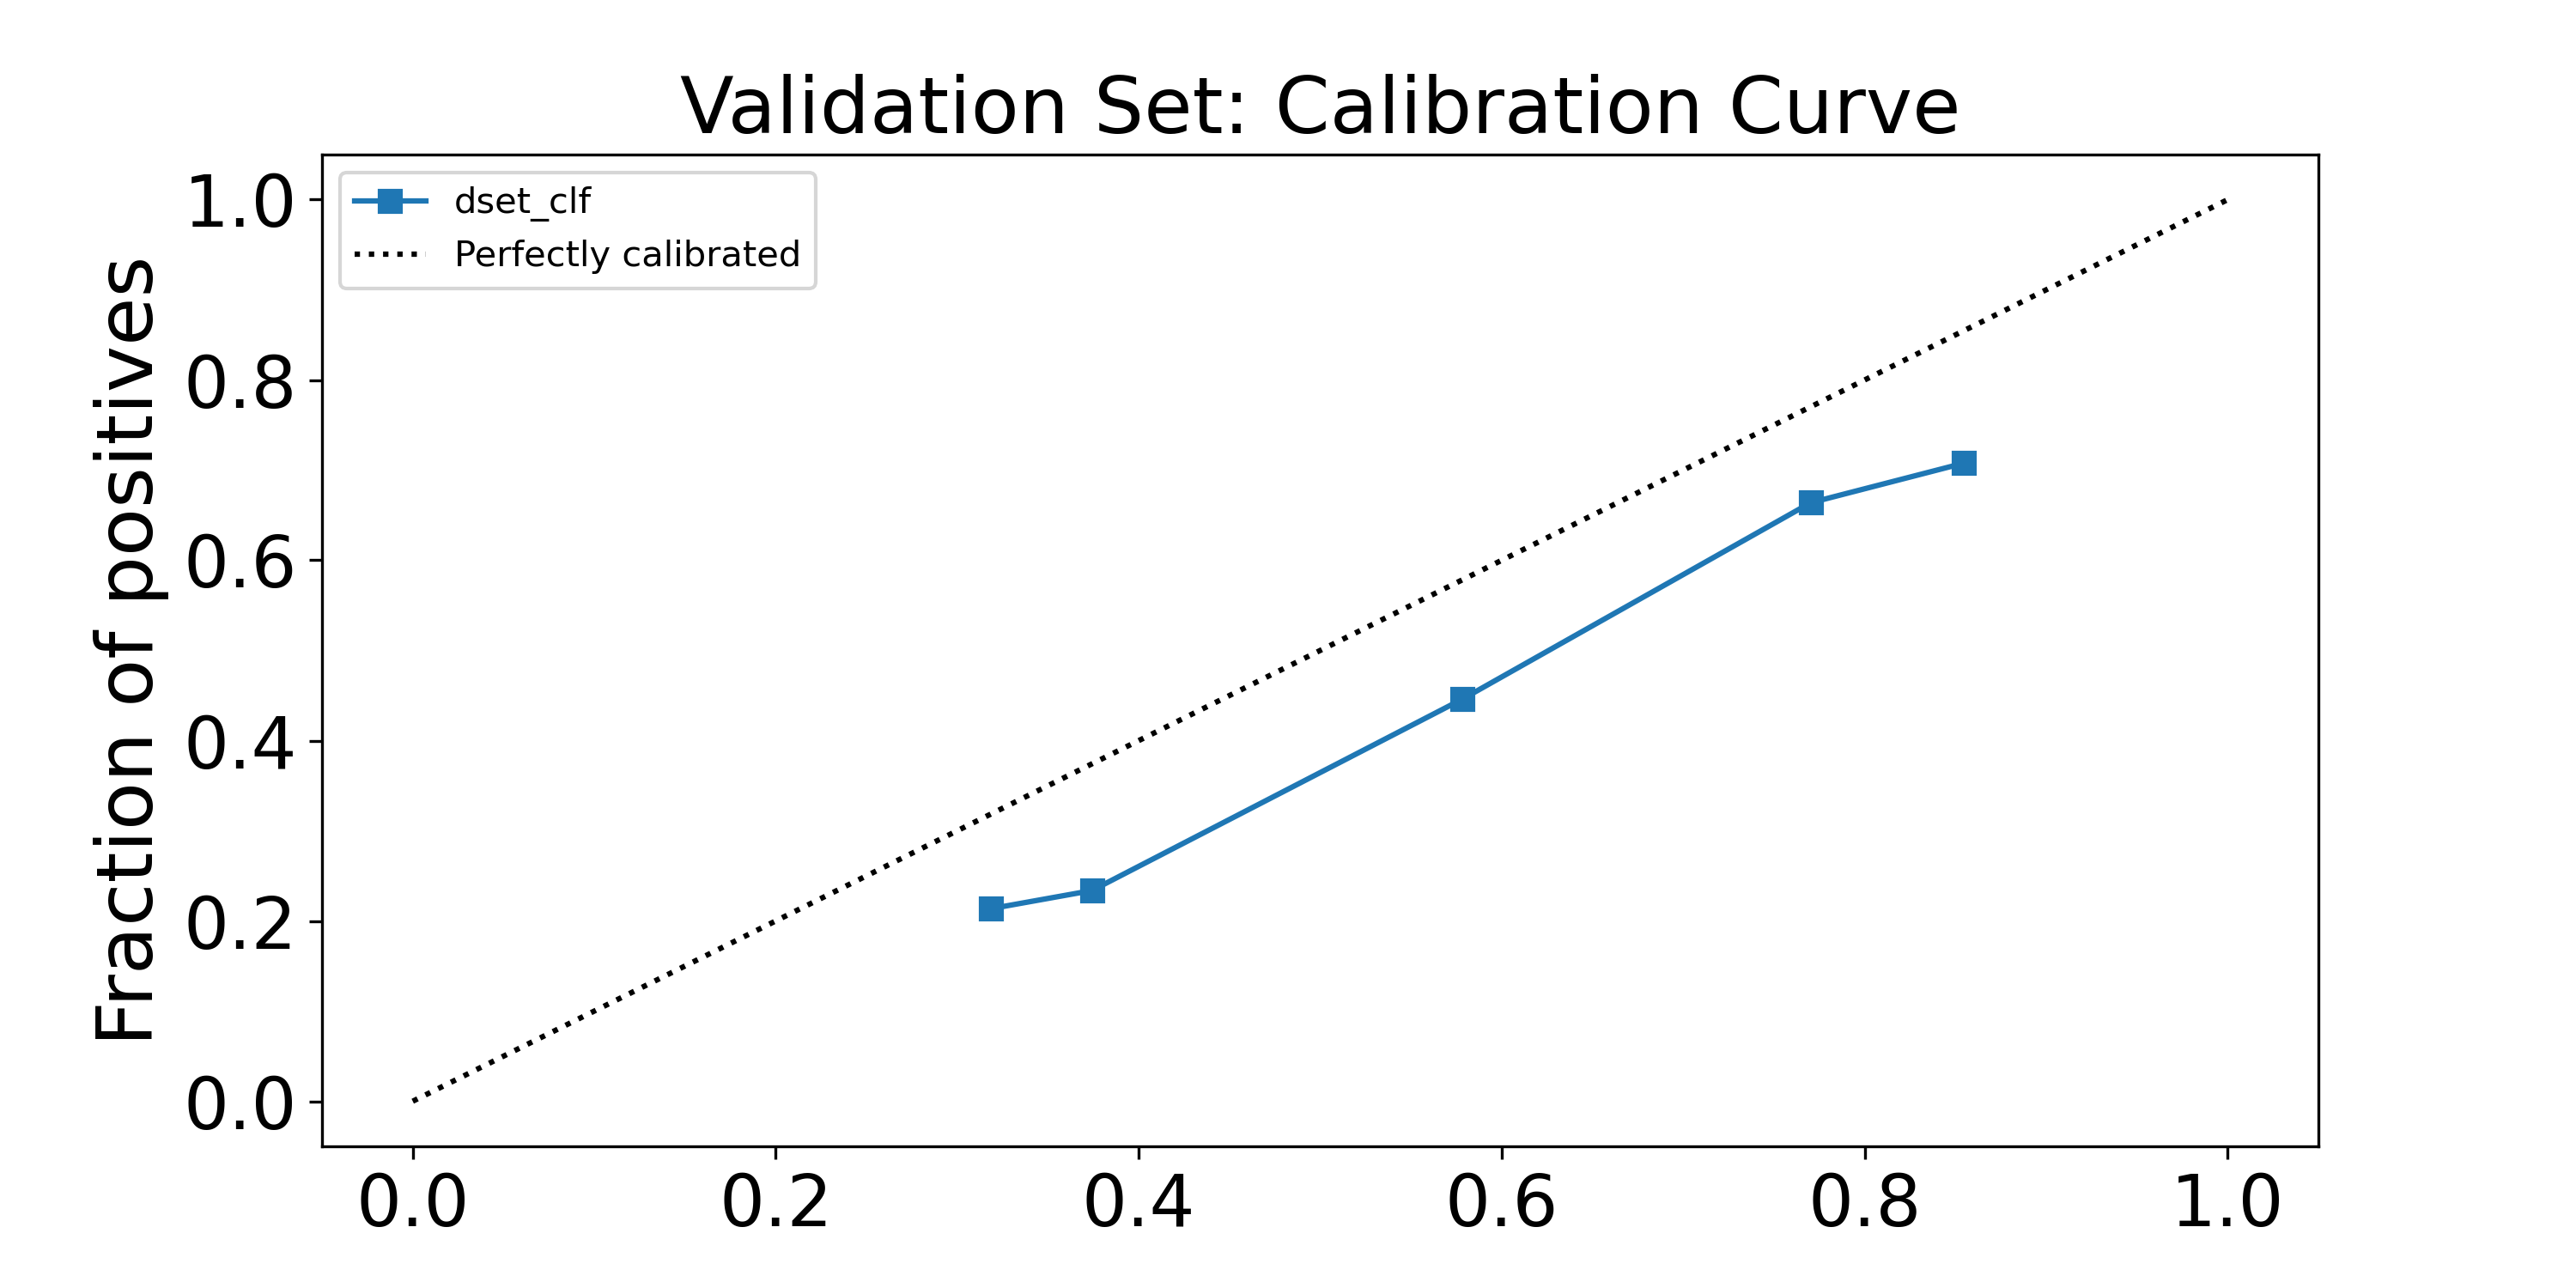 Validation Set: Calibration Curve
dset_clf
Perfectly calibrated
Fraction of positives
1.0
0.8
0.6
0.4
0.2
0.0
0.0 0.2 0.4 0.6 0.8 1.0